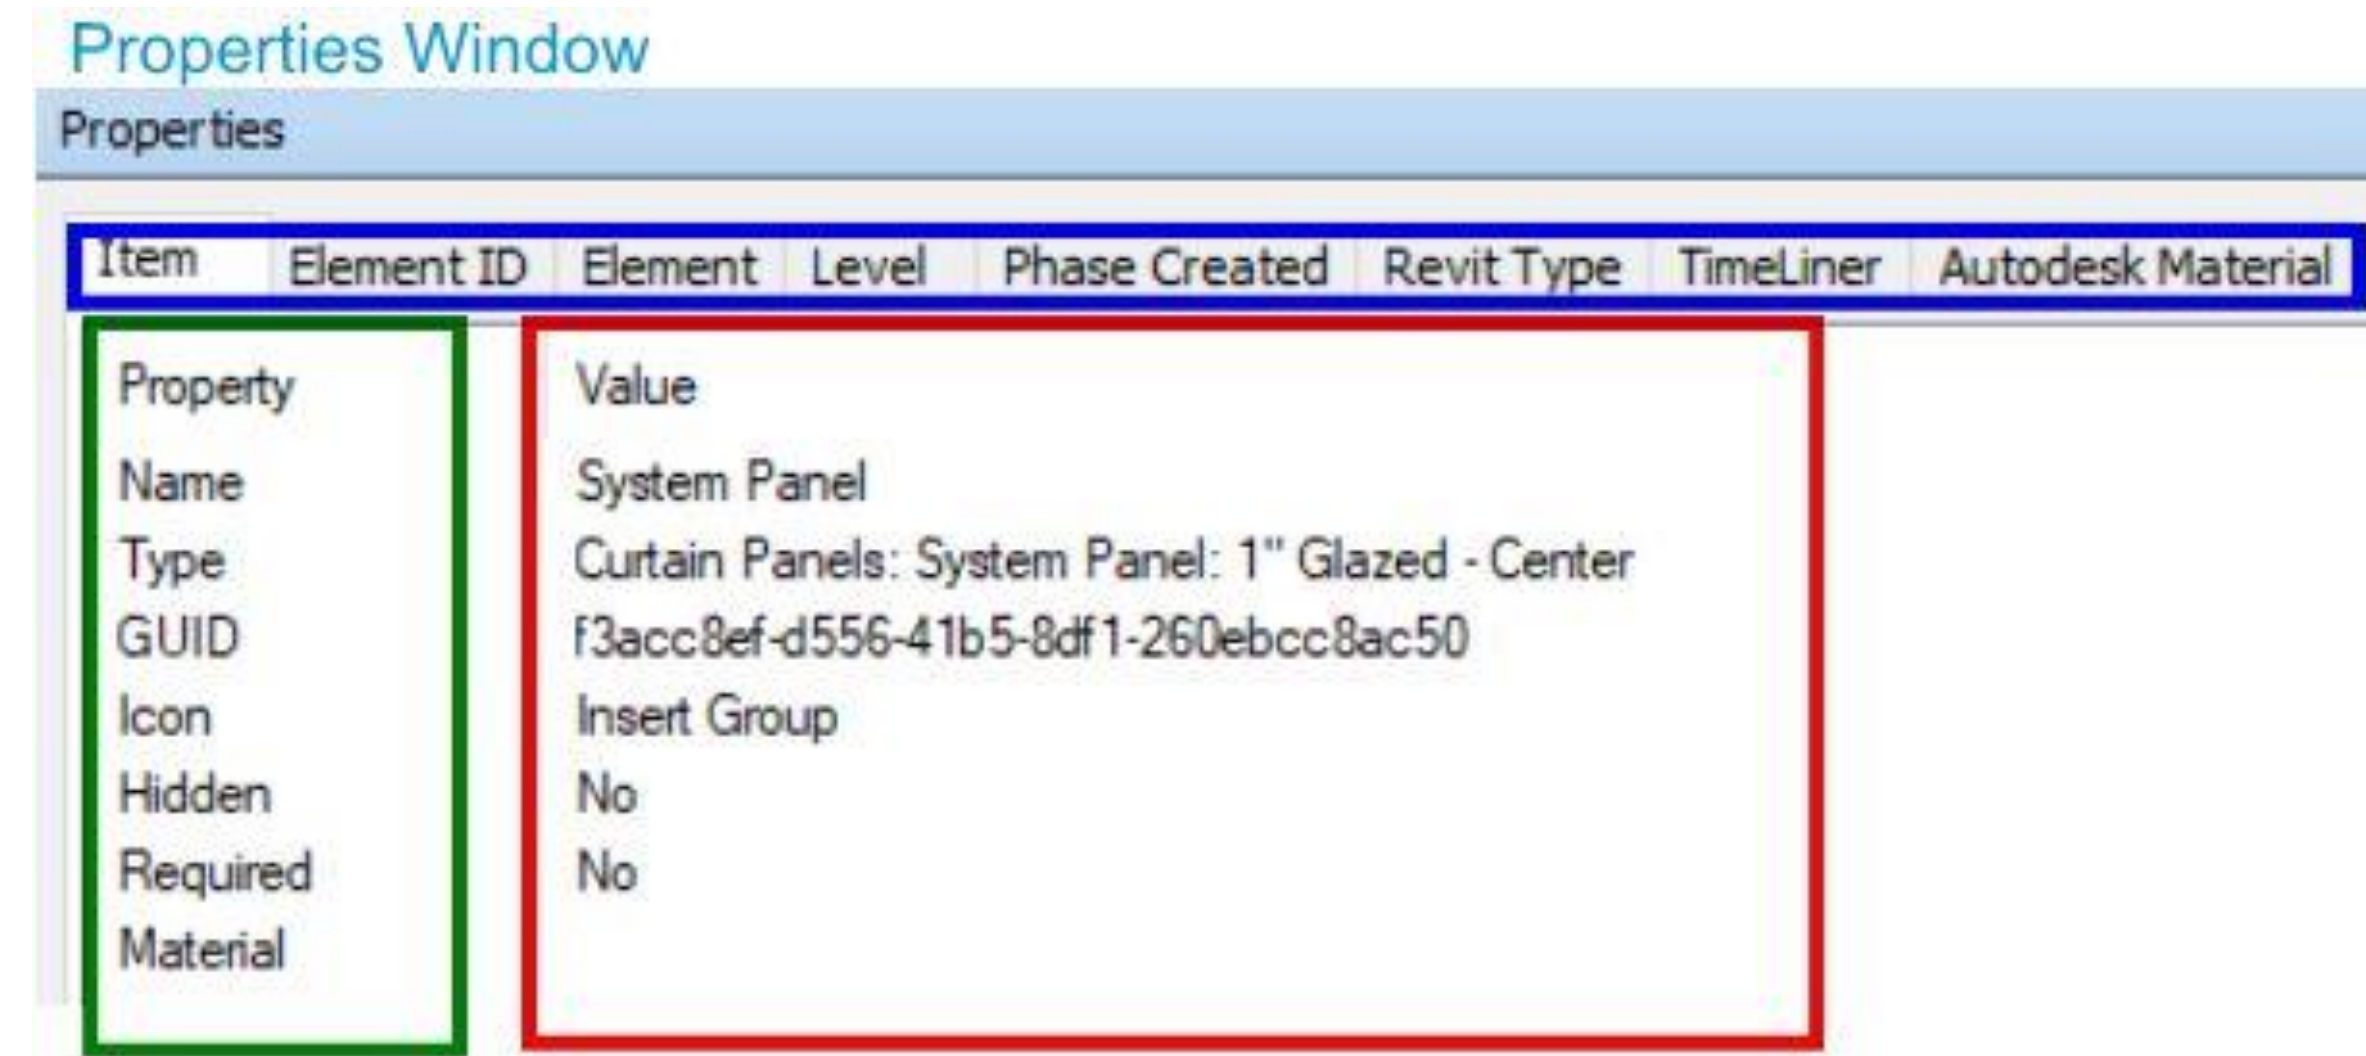 Properties Window
Properties
Item Element ID Element Level Phase Created Revit Type TimeLiner Autodesk Material
Property Value
Name System Panel
Type Curtain Panels: System Panel: 1" Glazed - Center
GUID f3acc8ef-d556-41b5-8df1-260ebcc8ac50
Icon Insert Group
Hidden No
Required No
Material